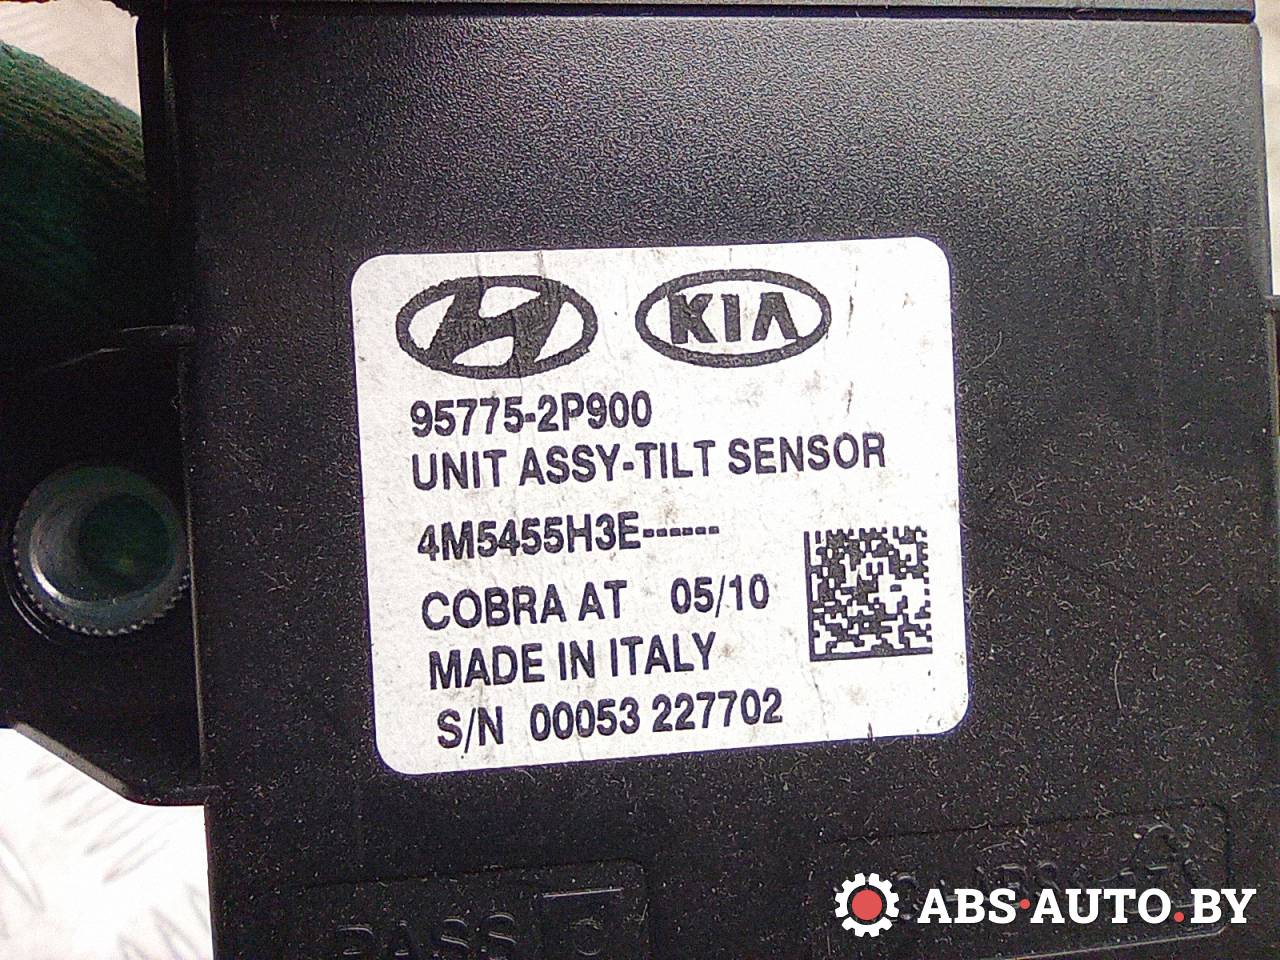 KIA
95775-2P900
UNIT ASSY-TILT SENSOR
4M5455H3E------
COBRA AT 05/10
MADE IN ITALY
S/N 00053 227702
ABS·AUTO.BY